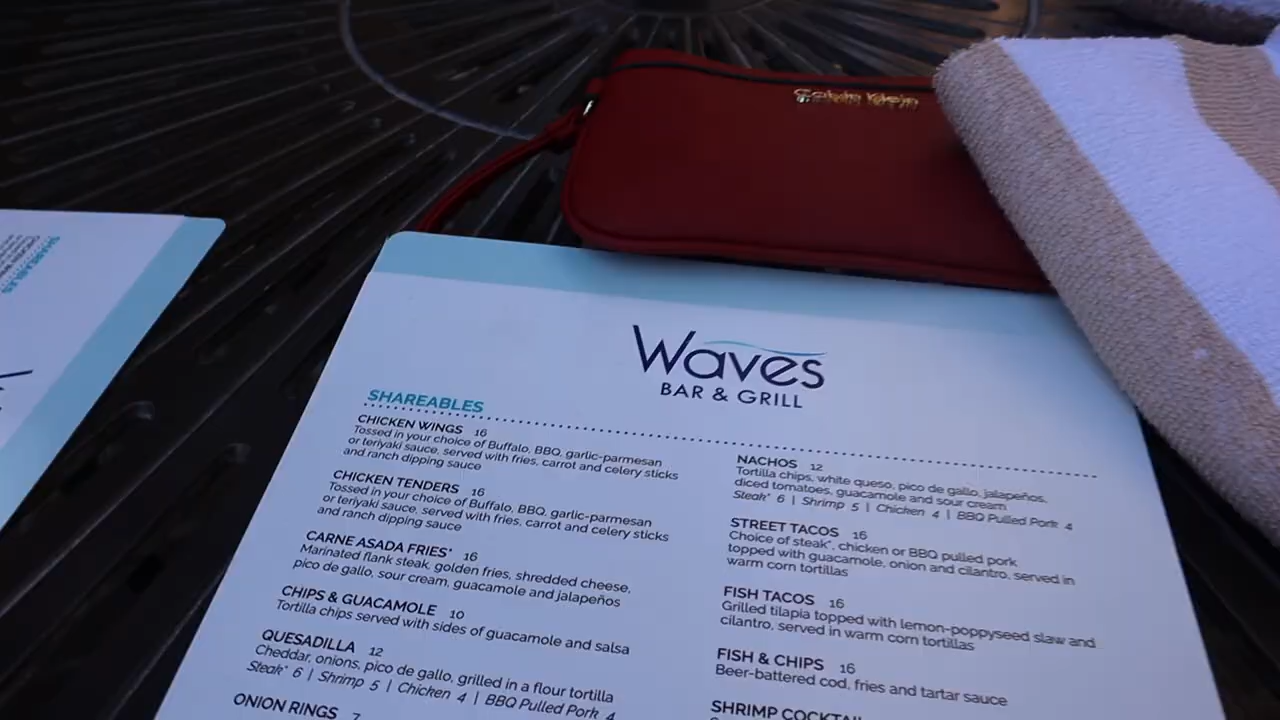 Calvin Klein
SHAREABLES
Waves
BAR & GRILL
SHAREABLES
CHICKEN WINGS 16
Tossed in your choice of Buffalo, BBQ, garlic-parmesan
or teriyaki sauce, served with fries, carrot and celery sticks
and ranch dipping sauce
CHICKEN TENDERS 16
Tossed in your choice of Buffalo, BBQ, garlic-parmesan
or teriyaki sauce, served with fries, carrot and celery sticks
and ranch dipping sauce
CARNE ASADA FRIES* 16
Marinated flank steak, golden fries, shredded cheese,
pico de gallo, sour cream, guacamole and jalapeños
CHIPS & GUACAMOLE 10
Tortilla chips served with sides of guacamole and salsa
QUESADILLA 12
Cheddar, onions, pico de gallo, grilled in a flour tortilla
Steak* 6 | Shrimp 5 | Chicken 4 | BBQ Pulled Pork 4
ONION RINGS 7
NACHOS 12
Tortilla chips, white queso, pico de gallo, jalapeños,
diced tomatoes, guacamole and sour cream
Steak* 6 | Shrimp 5 | Chicken 4 | BBQ Pulled Pork 4
STREET TACOS 16
Choice of steak*, chicken or BBQ pulled pork
topped with guacamole, onion and cilantro, served in
warm corn tortillas
FISH TACOS 16
Grilled tilapia topped with lemon-poppyseed slaw and
cilantro, served in warm corn tortillas
FISH & CHIPS 16
Beer-battered cod, fries and tartar sauce
SHRIMP COCKTAIL